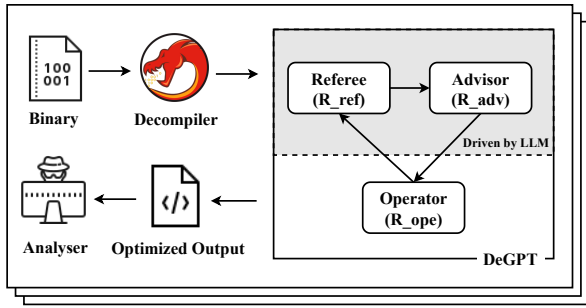 100
001
Binary
Decompiler
Referee
(R_ref)
Advisor
(R_adv)
Driven by LLM
Operator
(R_ope)
DeGPT
</>
Optimized Output
Analyser